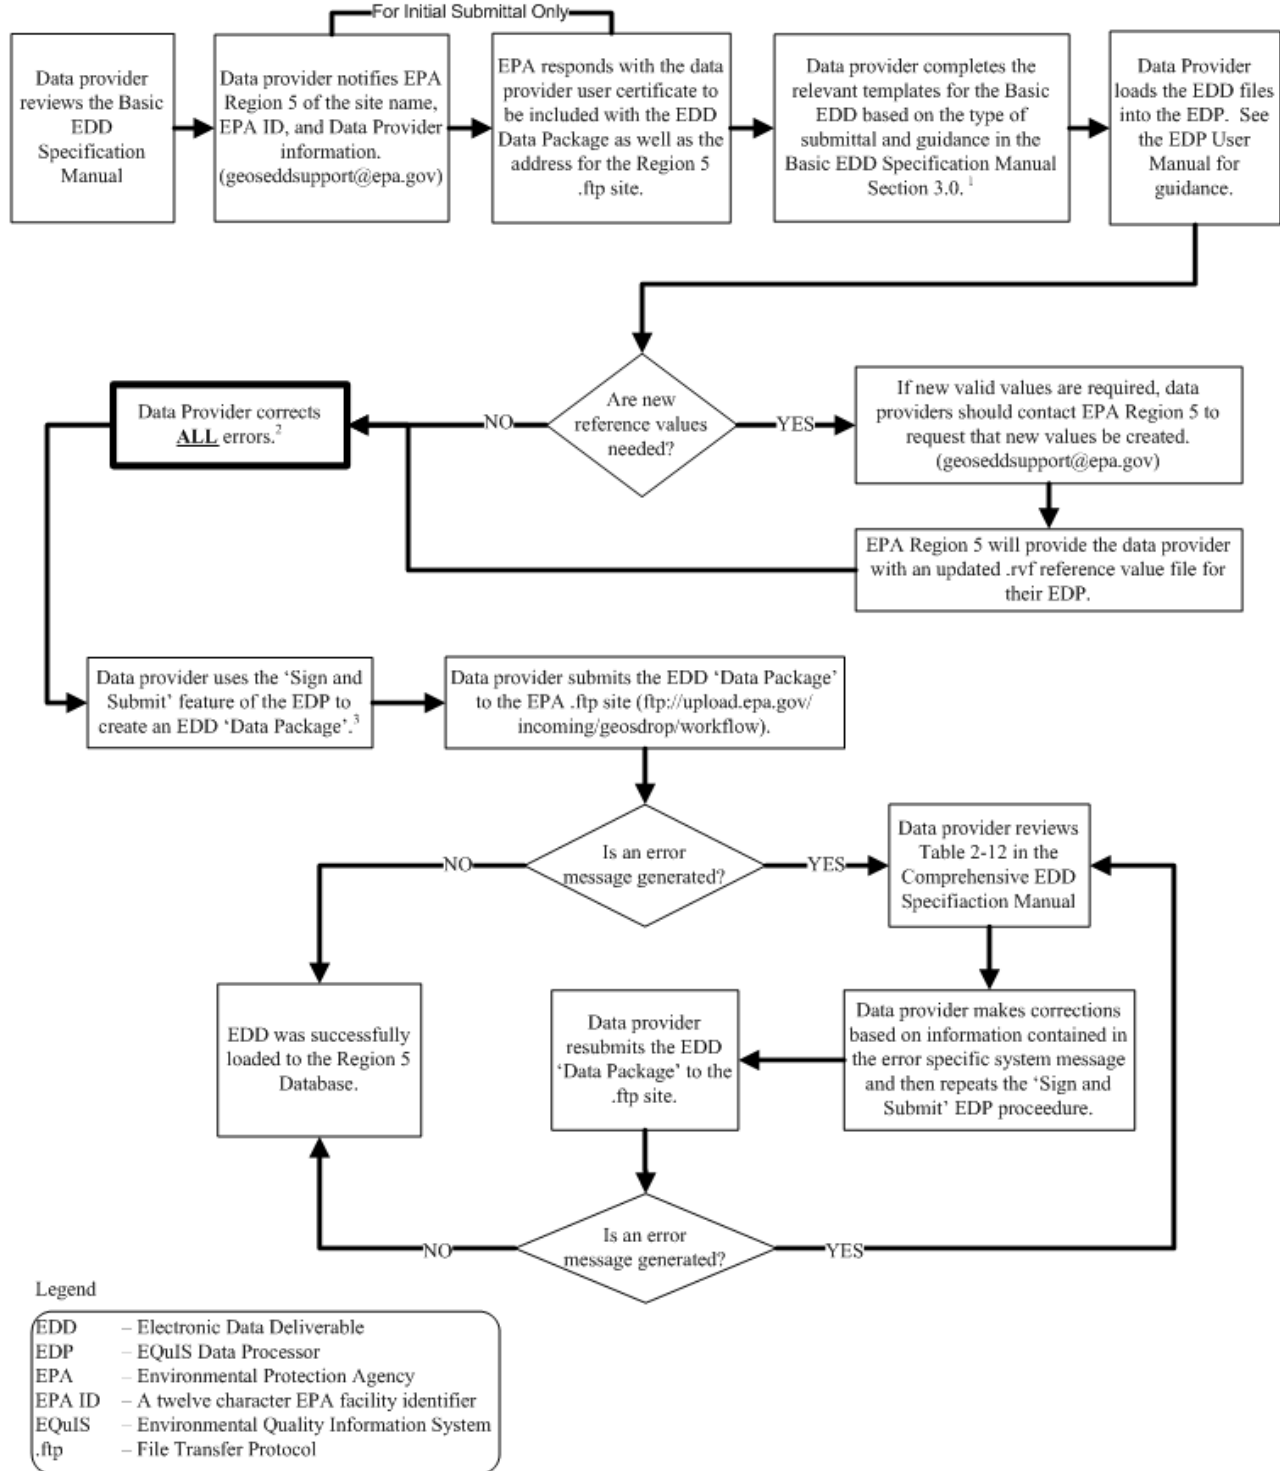 For Initial Submittal Only
Data provider
reviews the Basic
EDD
Specification
Manual
Data provider notifies EPA
Region 5 of the site name,
EPA ID, and Data Provider
information.
(geoseddsupport@epa.gov)
EPA responds with the data
provider user certificate to
be included with the EDD
Data Package as well as the
address for the Region 5
.ftp site.
Data provider completes the
relevant templates for the Basic
EDD based on the type of
submittal and guidance in the
Basic EDD Specification Manual
Section 3.0. 1
Data Provider
loads the EDD files
into the EDP. See
the EDP User
Manual for
guidance.
Are new
reference values
needed?
NO
YES
Data Provider corrects
ALL errors.2
If new valid values are required, data
providers should contact EPA Region 5 to
request that new values be created.
(geoseddsupport@epa.gov)
EPA Region 5 will provide the data provider
with an updated .rvf reference value file for
their EDP.
Data provider uses the ‘Sign and
Submit’ feature of the EDP to
create an EDD ‘Data Package’.3
Data provider submits the EDD ‘Data Package’
to the EPA .ftp site (ftp://upload.epa.gov/
incoming/geosdrop/workflow).
Is an error
message generated?
NO
YES
Data provider reviews
Table 2-12 in the
Comprehensive EDD
Specifiaction Manual
EDD was successfully
loaded to the Region 5
Database.
Data provider
resubmits the EDD
‘Data Package’ to the
.ftp site.
Data provider makes corrections
based on information contained in
the error specific system message
and then repeats the ‘Sign and
Submit’ EDP proceedure.
Is an error
message generated?
NO
YES
Legend
EDD – Electronic Data Deliverable
EDP – EQuIS Data Processor
EPA – Environmental Protection Agency
EPA ID – A twelve character EPA facility identifier
EQuIS – Environmental Quality Information System
.ftp – File Transfer Protocol